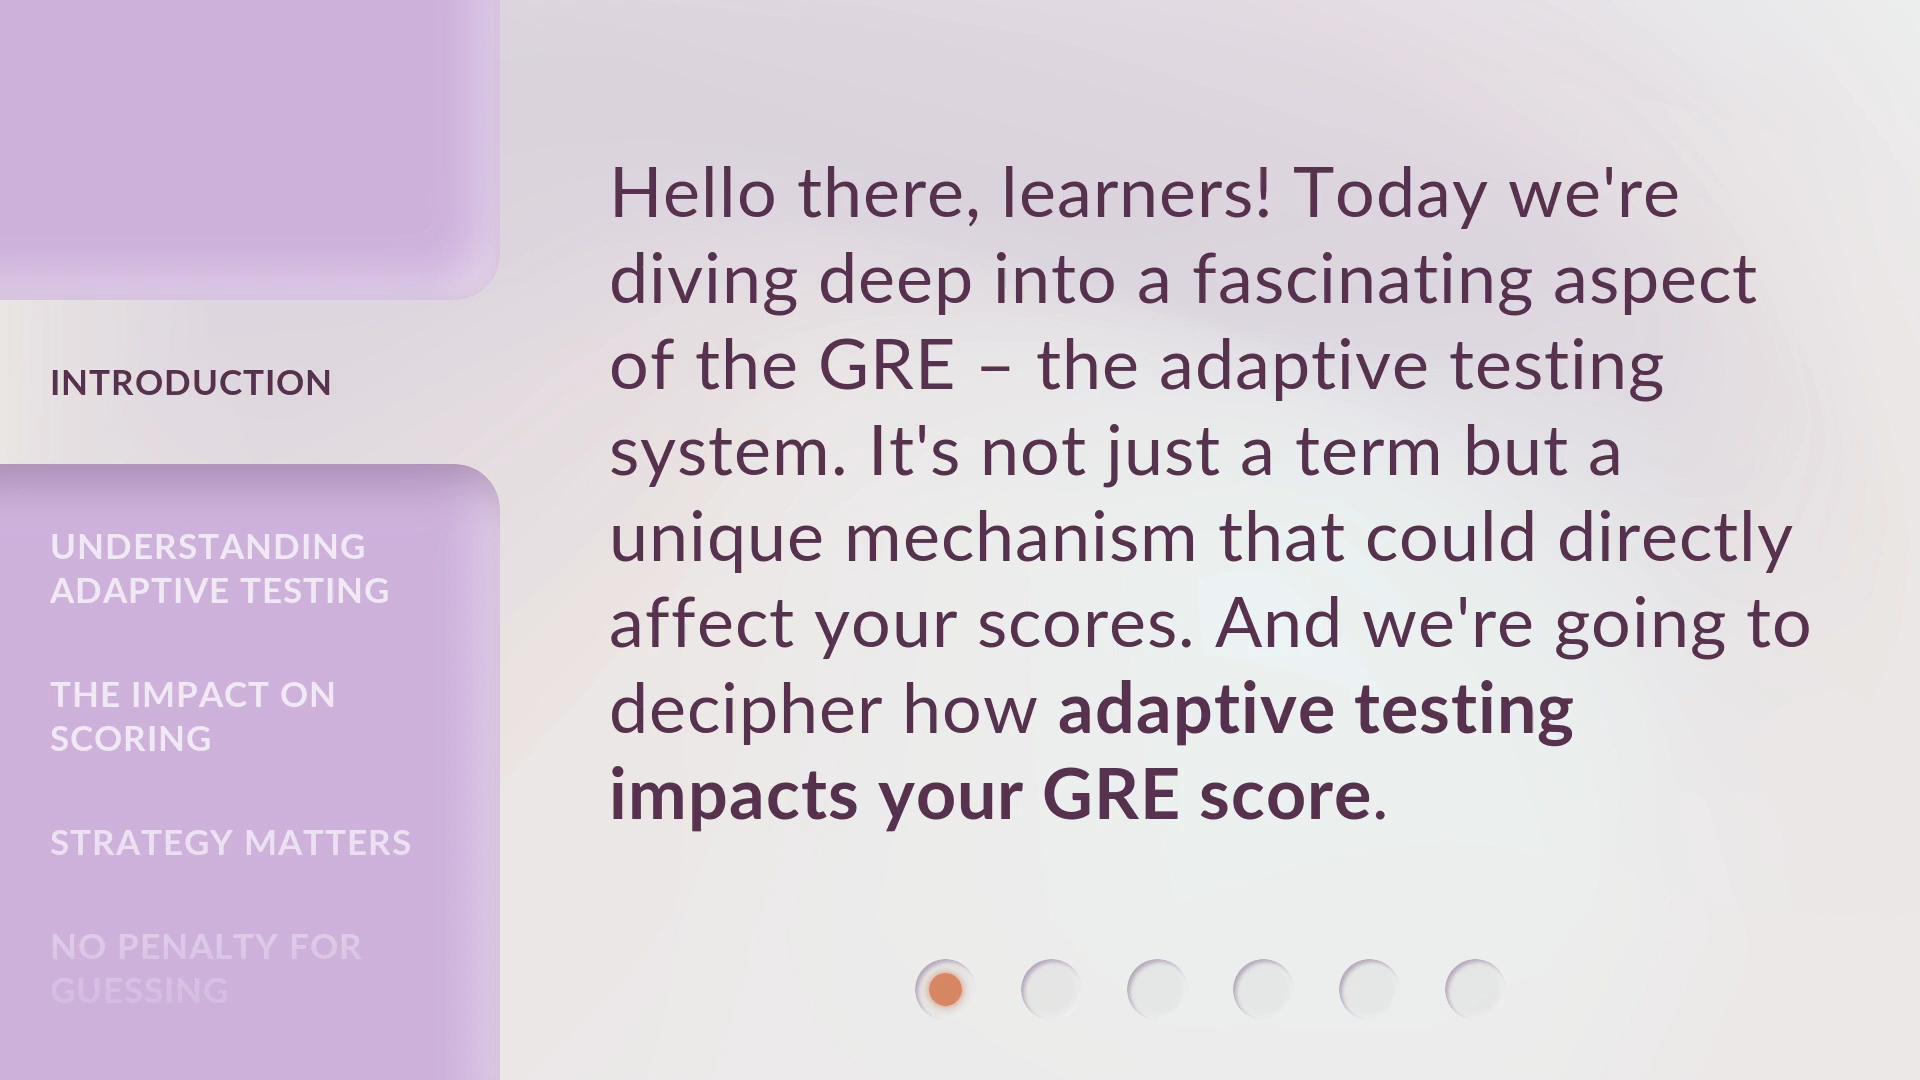 INTRODUCTION
UNDERSTANDING
ADAPTIVE TESTING
THE IMPACT ON
SCORING
STRATEGY MATTERS
NO PENALTY FOR
GUESSING
Hello there, learners! Today we're
diving deep into a fascinating aspect
of the GRE – the adaptive testing
system. It's not just a term but a
unique mechanism that could directly
affect your scores. And we're going to
decipher how adaptive testing
impacts your GRE score.